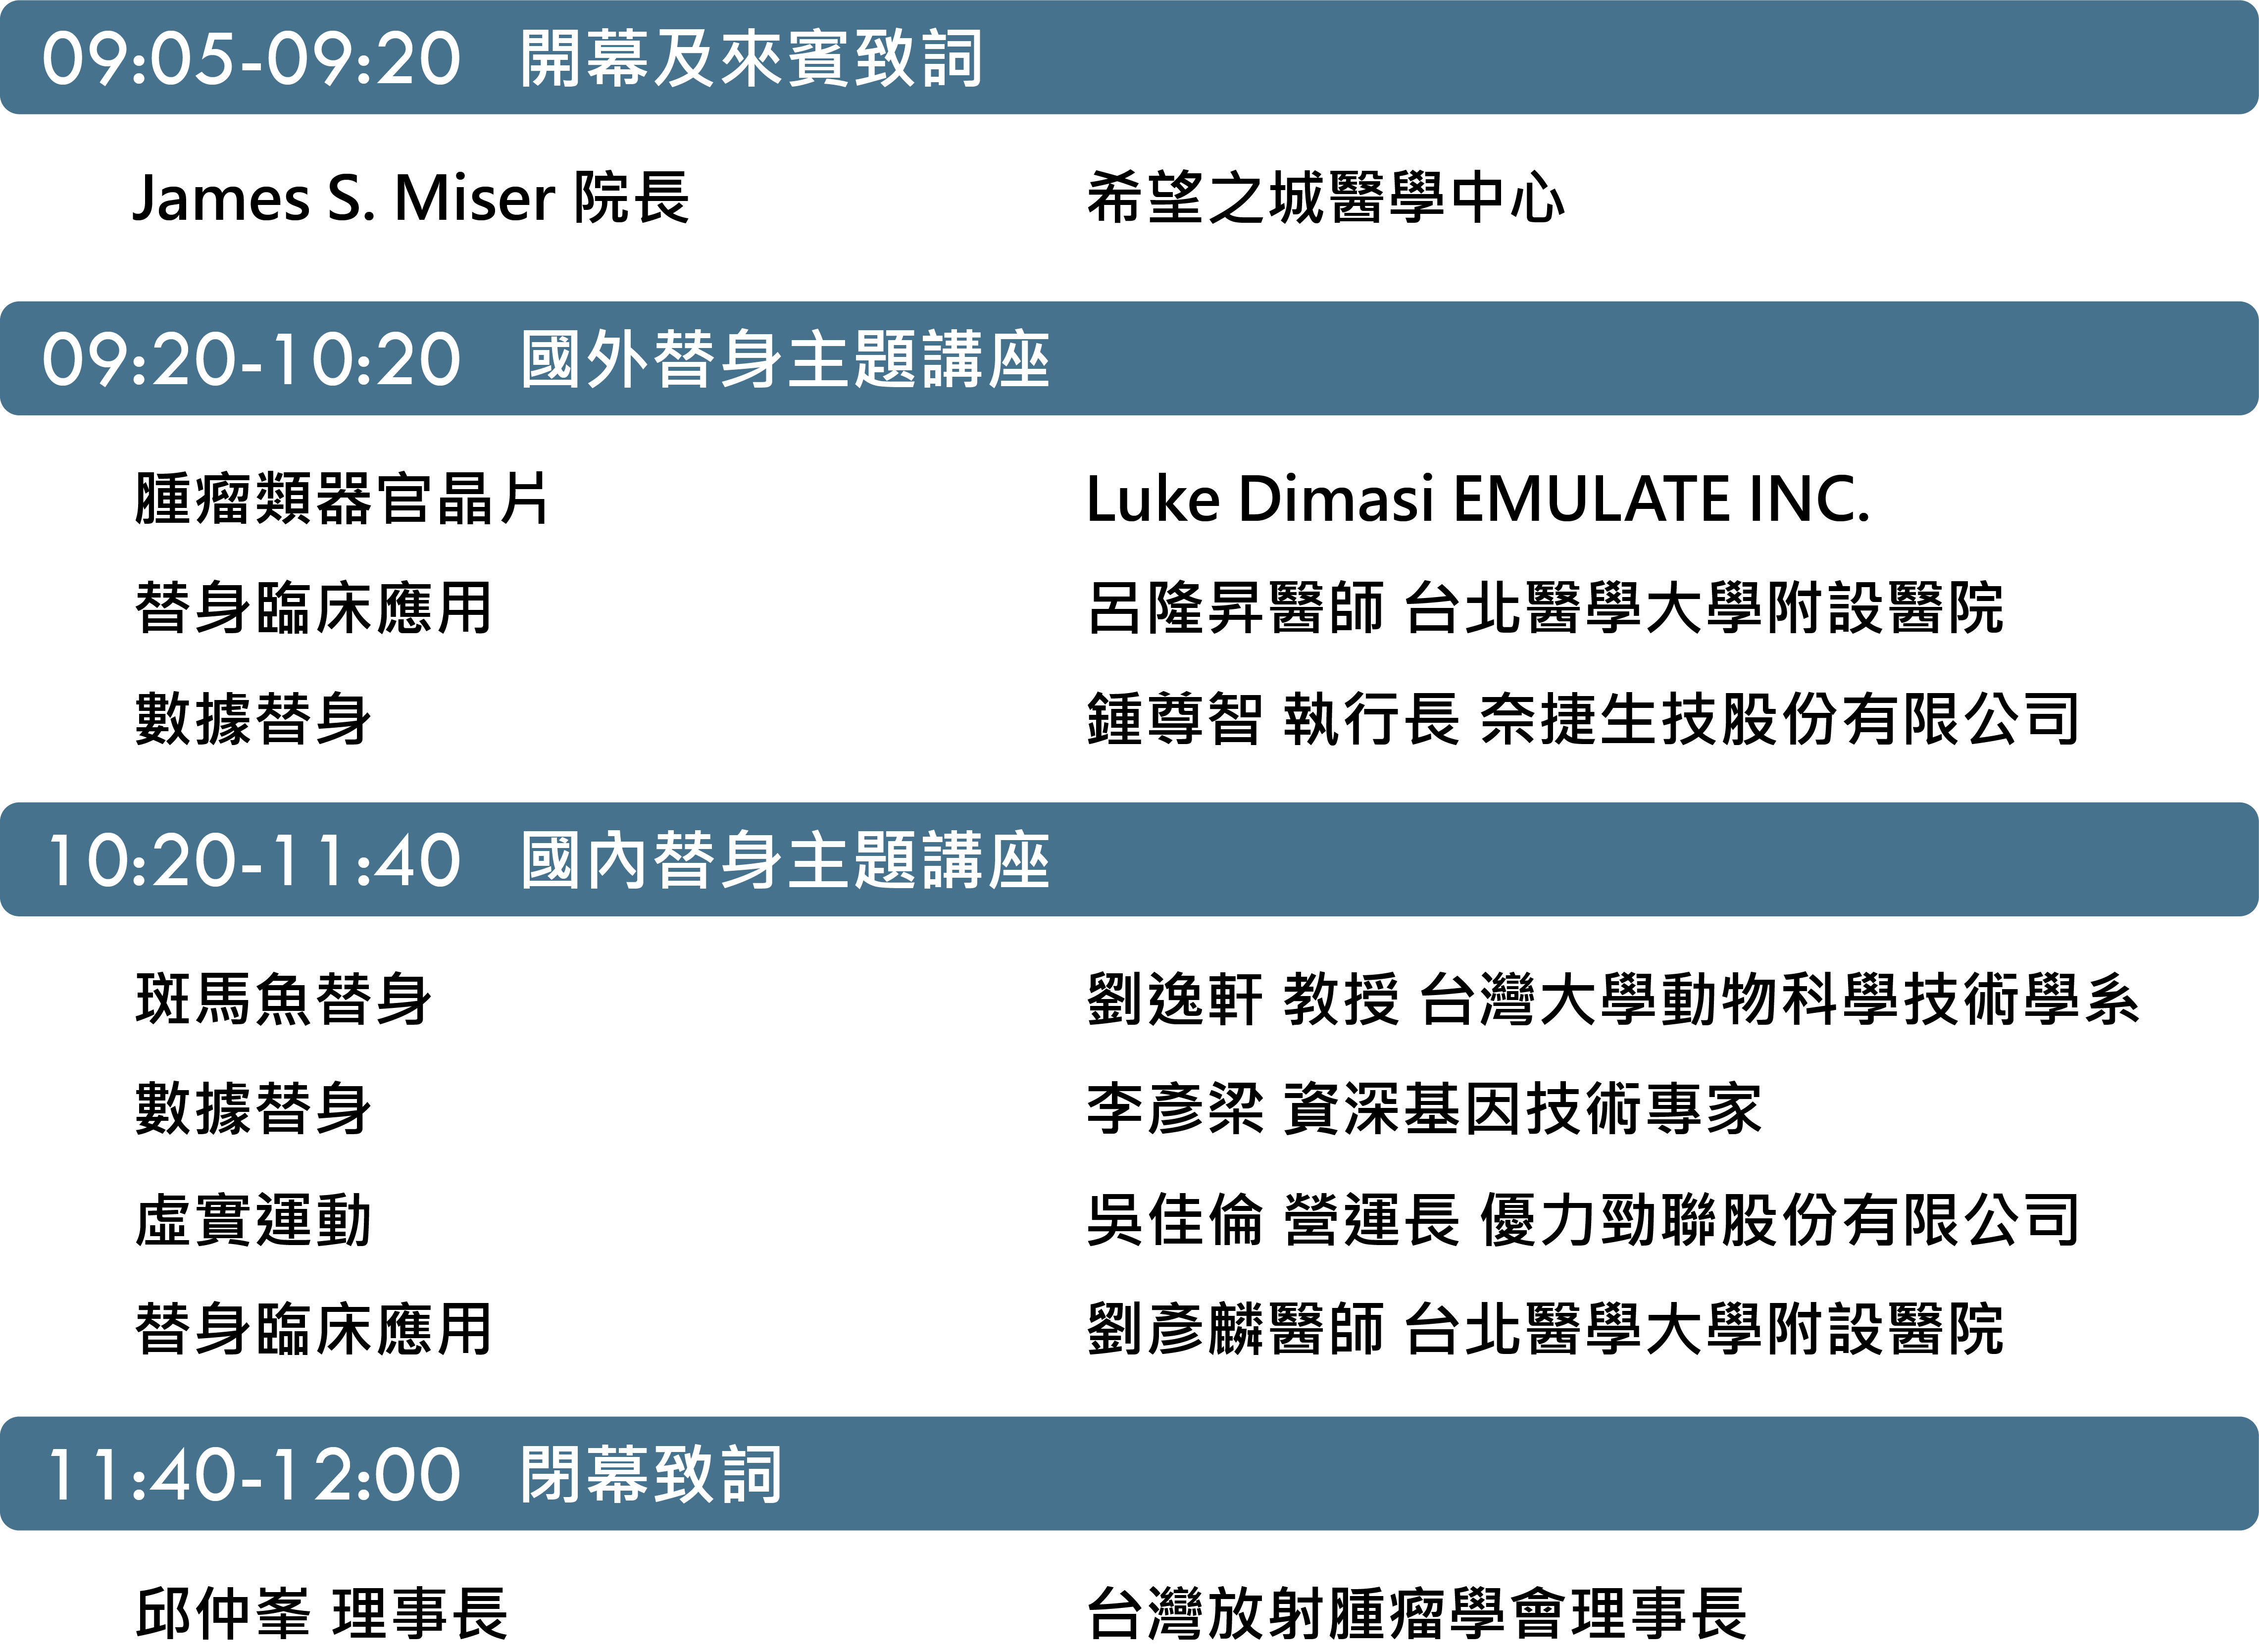 09:05-09:20 開幕及來賓致詞
James S. Miser 院長 希望之城醫學中心
09:20-10:20 國外替身主題講座
腫瘤類器官晶片 Luke Dimasi EMULATE INC.
替身臨床應用 呂隆昇醫師 台北醫學大學附設醫院
數據替身 鍾尊智 執行長 奈捷生技股份有限公司
10:20-11:40 國內替身主題講座
斑馬魚替身 劉逸軒 教授 台灣大學動物科學技術學系
數據替身 李彥樑 資深基因技術專家
虛實運動 吳佳倫 營運長 優力勁聯股份有限公司
替身臨床應用 劉彥麟醫師 台北醫學大學附設醫院
11:40-12:00 閉幕致詞
邱仲峯 理事長 台灣放射腫瘤學會理事長